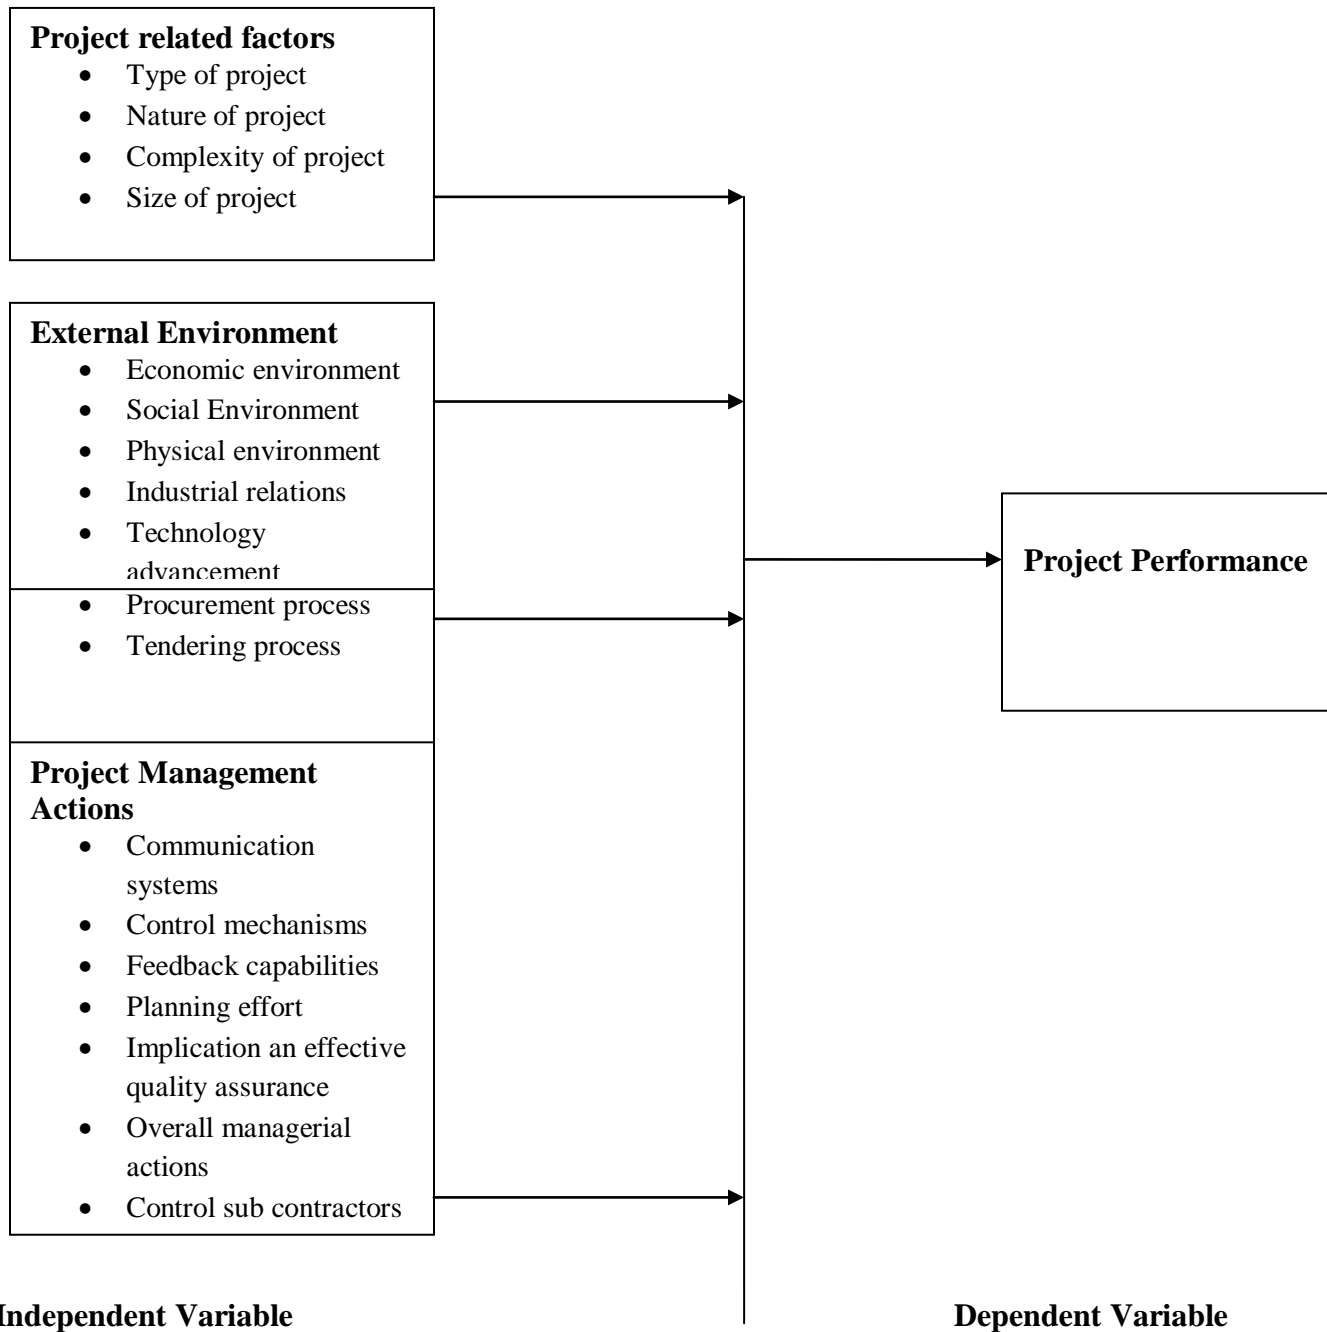 Project related factors
• Type of project
• Nature of project
• Complexity of project
• Size of project
External Environment
• Economic environment
• Social Environment
• Physical environment
• Industrial relations
• Technology
advancement
• Procurement process
• Tendering process
Project Management
Actions
• Communication
systems
• Control mechanisms
• Feedback capabilities
• Planning effort
• Implication an effective
quality assurance
• Overall managerial
actions
• Control sub contractors
Project Performance
Independent Variable
Dependent Variable